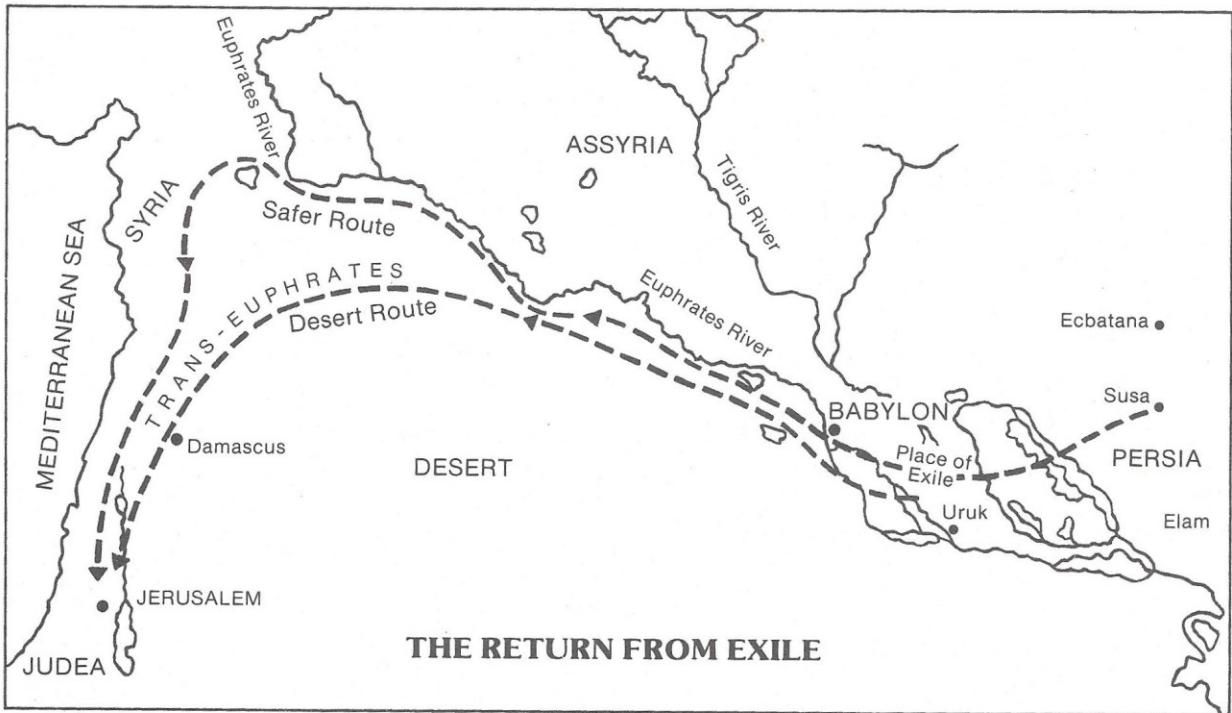 Euphrates River
ASSYRIA
Tigris River
SYRIA
Safer Route
MEDITERRANEAN SEA
TRANS-EUPHRATES
Desert Route
Euphrates River
Ecbatana
Susa
BABYLON
Damascus
DESERT
Place of
Exile
PERSIA
Uruk
Elam
JERUSALEM
THE RETURN FROM EXILE
JUDEA